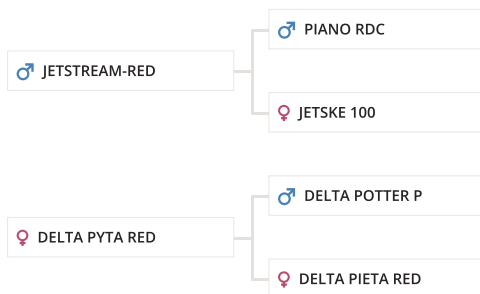 PIANO RDC
JETSTREAM-RED
JETSKE 100
DELTA POTTER P
DELTA PYTA RED
DELTA PIETA RED